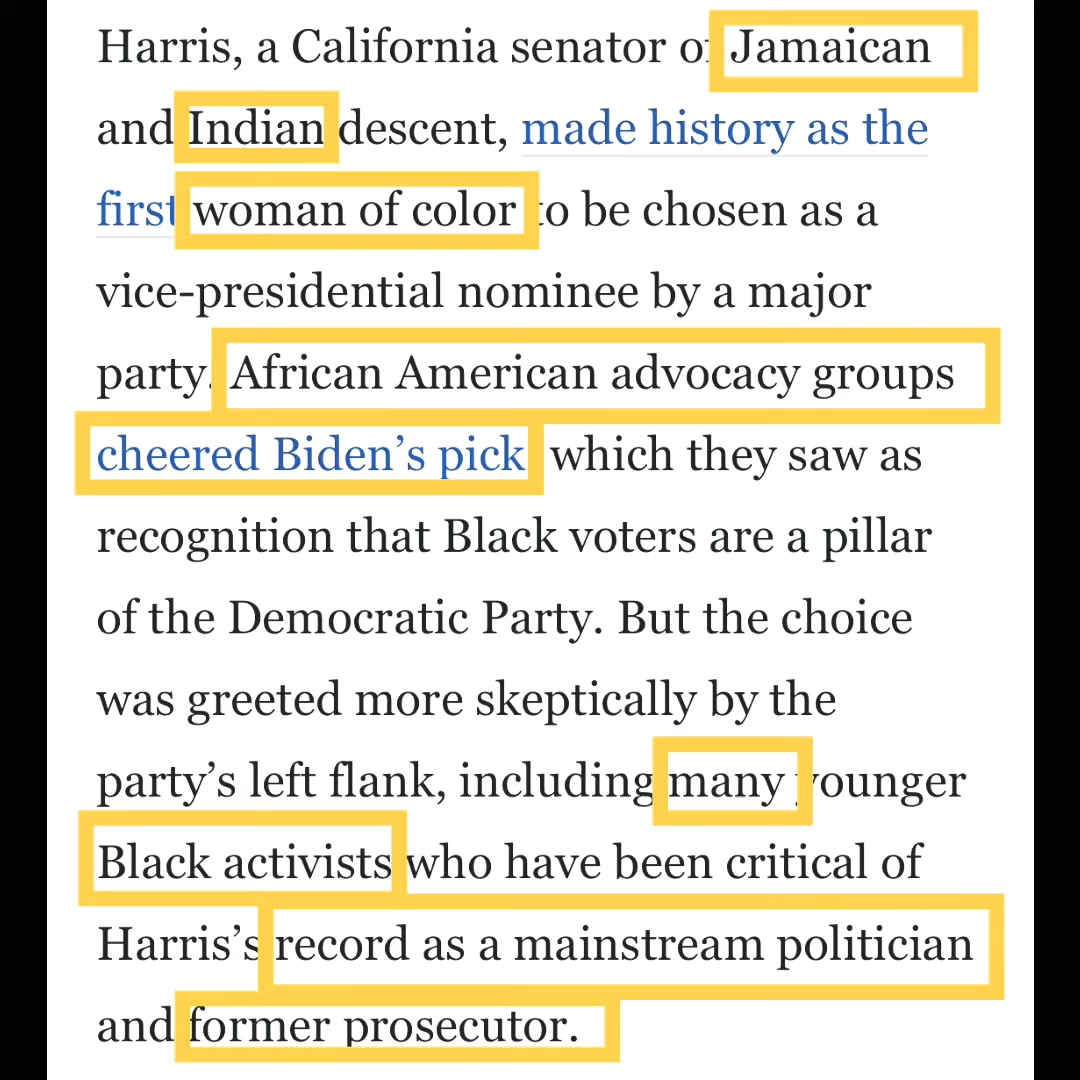 Harris, a California senator of Jamaican
and Indian descent, made history as the
first woman of color to be chosen as a
vice-presidential nominee by a major
party. African American advocacy groups
cheered Biden’s pick which they saw as
recognition that Black voters are a pillar
of the Democratic Party. But the choice
was greeted more skeptically by the
party’s left flank, including many younger
Black activists who have been critical of
Harris’s record as a mainstream politician
and former prosecutor.